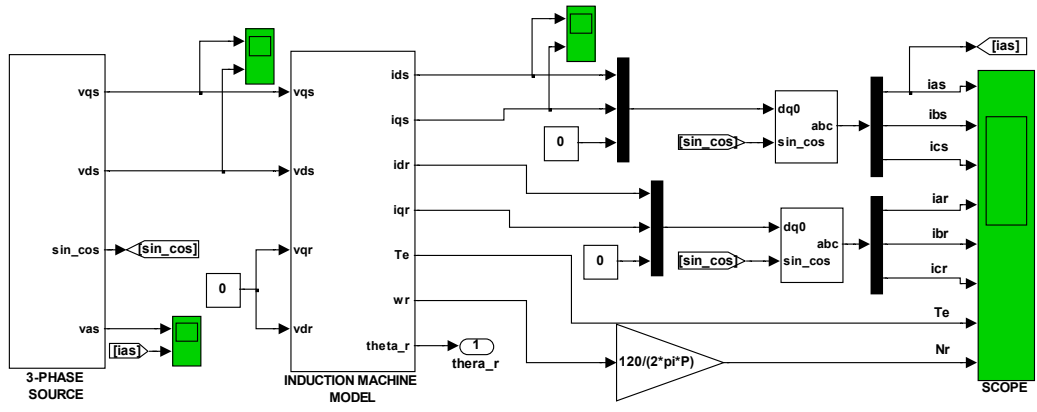 vqs
vds
sin_cos
vas
3-PHASE
SOURCE
[sin_cos]
[ias]
0
vqs
vds
vqr
vdr
ids
iqs
idr
iqr
Te
wr
theta_r
INDUCTION MACHINE
MODEL
1
thera_r
0
0
[sin_cos]
[sin_cos]
dq0
abc
sin_cos
dq0
abc
sin_cos
120/(2*pi*P)
[ias]
ias
ibs
ics
iar
ibr
icr
Te
Nr
SCOPE